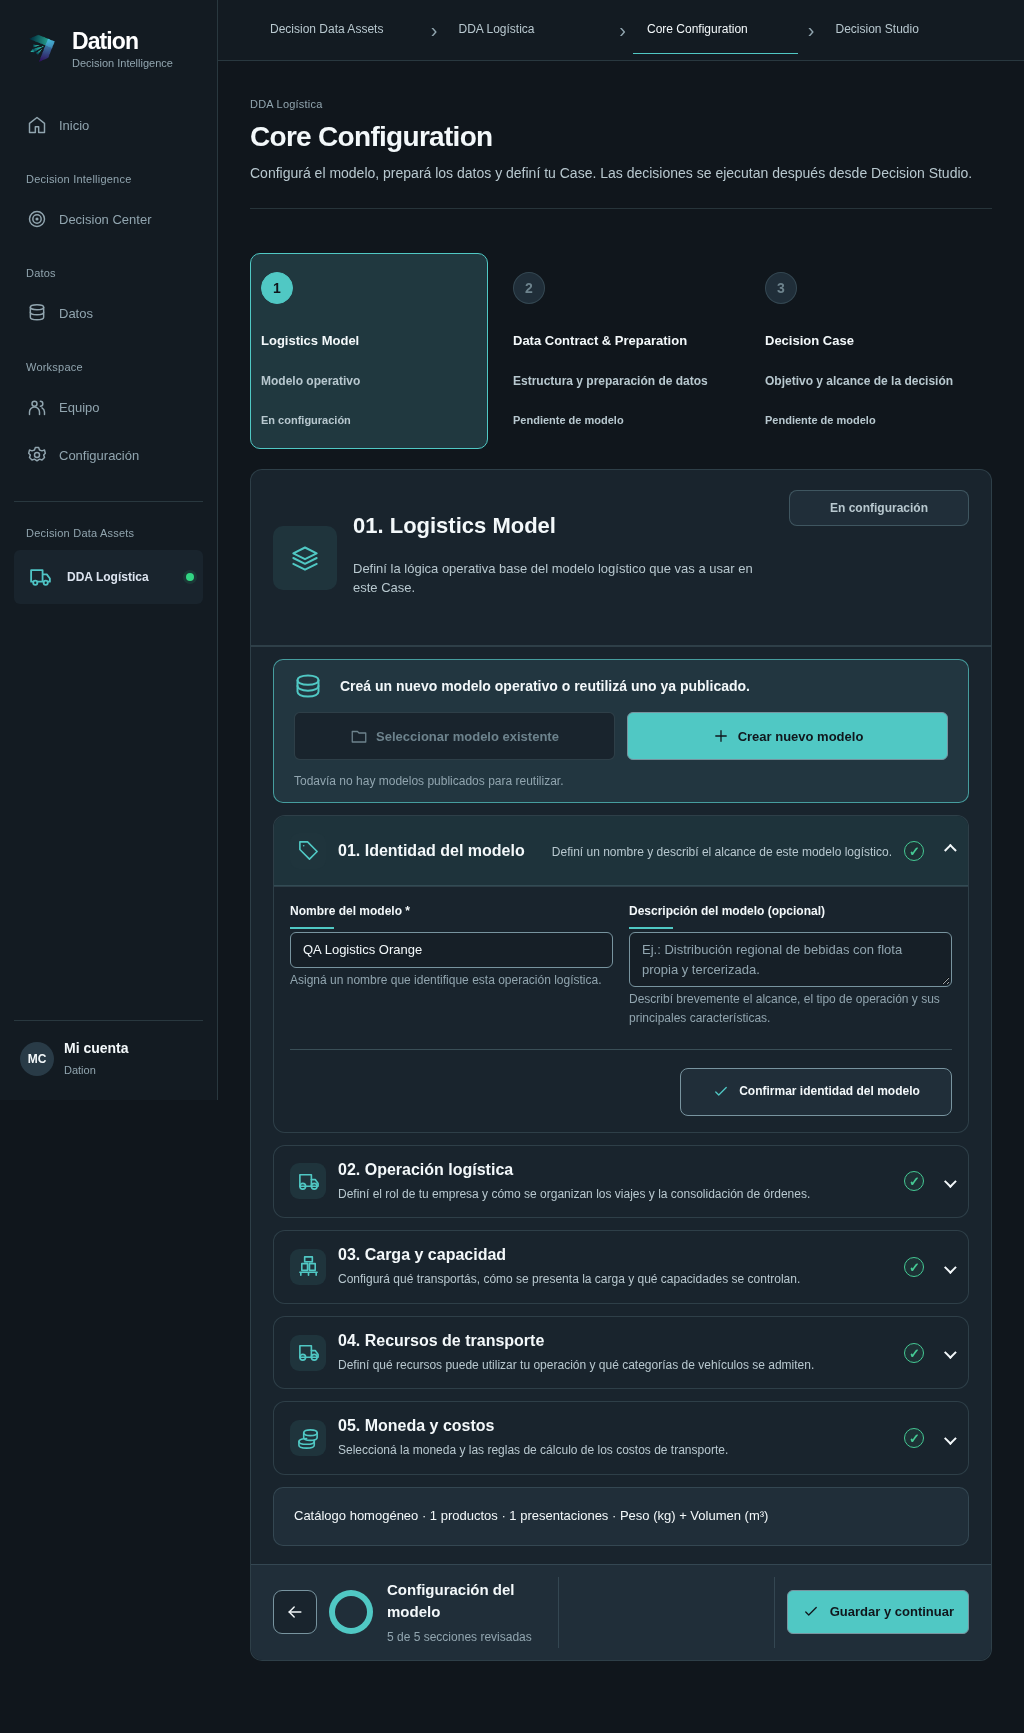 Dation
Decision Intelligence
Inicio
Decision Intelligence
Decision Center
Datos
Datos
Workspace
Equipo
Configuración
Decision Data Assets
DDA Logística
MC
Mi cuenta
Dation
Decision Data Assets
DDA Logística
Core Configuration
Decision Studio
DDA Logística
Core Configuration
Configurá el modelo, prepará los datos y definí tu Case. Las decisiones se ejecutan después desde Decision Studio.
1
Logistics Model
Modelo operativo
En configuración
2
Data Contract & Preparation
Estructura y preparación de datos
Pendiente de modelo
3
Decision Case
Objetivo y alcance de la decisión
Pendiente de modelo
01. Logistics Model
Definí la lógica operativa base del modelo logístico que vas a usar en
este Case.
En configuración
Creá un nuevo modelo operativo o reutilizá uno ya publicado.
Seleccionar modelo existente
Crear nuevo modelo
Todavía no hay modelos publicados para reutilizar.
01. Identidad del modelo
Definí un nombre y describí el alcance de este modelo logístico.
Nombre del modelo *
QA Logistics Orange
Asigná un nombre que identifique esta operación logística.
Descripción del modelo (opcional)
Ej.: Distribución regional de bebidas con flota
propia y tercerizada.
Describí brevemente el alcance, el tipo de operación y sus
principales características.
Confirmar identidad del modelo
02. Operación logística
Definí el rol de tu empresa y cómo se organizan los viajes y la consolidación de órdenes.
03. Carga y capacidad
Configurá qué transportás, cómo se presenta la carga y qué capacidades se controlan.
04. Recursos de transporte
Definí qué recursos puede utilizar tu operación y qué categorías de vehículos se admiten.
05. Moneda y costos
Seleccioná la moneda y las reglas de cálculo de los costos de transporte.
Catálogo homogéneo · 1 productos · 1 presentaciones · Peso (kg) + Volumen (m³)
Configuración del
modelo
5 de 5 secciones revisadas
Guardar y continuar